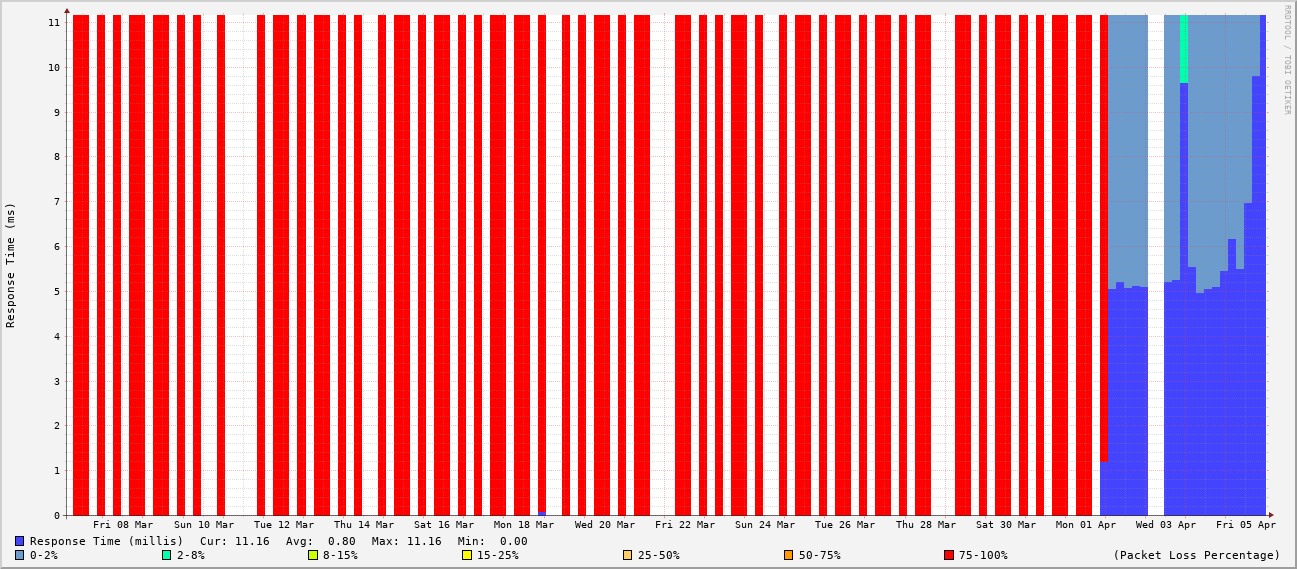 RRDTOOL / TOBI OETIKER
Response Time (ms)
11
10
9
8
7
6
5
4
3
2
1
0
Fri 08 Mar Sun 10 Mar Tue 12 Mar Thu 14 Mar Sat 16 Mar Mon 18 Mar Wed 20 Mar Fri 22 Mar Sun 24 Mar Tue 26 Mar Thu 28 Mar Sat 30 Mar Mon 01 Apr Wed 03 Apr Fri 05 Apr
Response Time (millis) Cur: 11.16 Avg: 0.80 Max: 11.16 Min: 0.00
0-2% 2-8% 8-15% 15-25% 25-50% 50-75% 75-100% (Packet Loss Percentage)